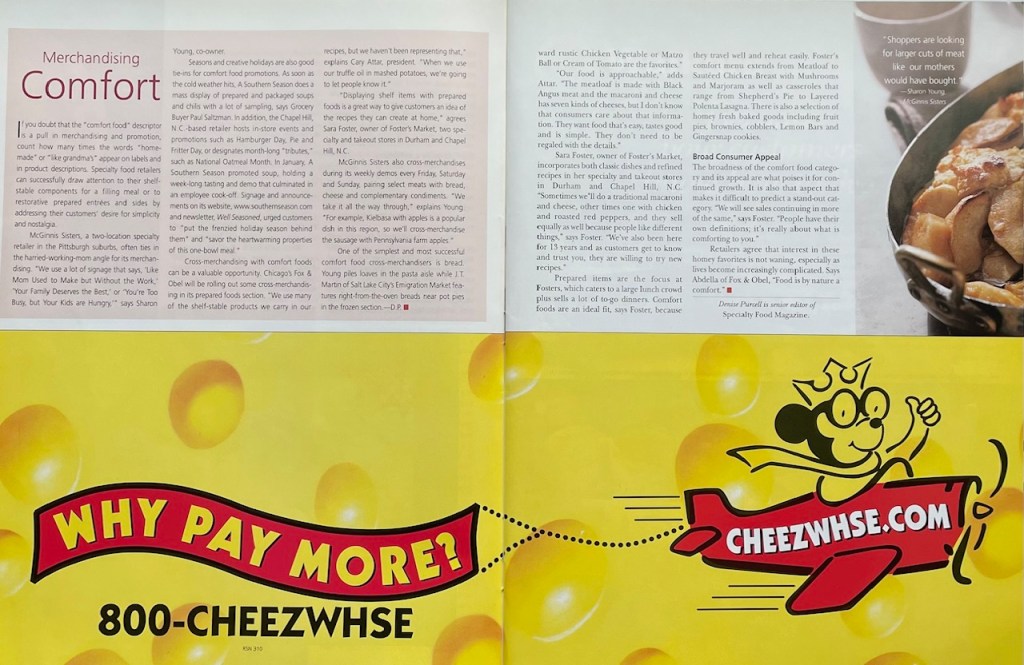 Merchandising
Comfort
If you doubt that the "comfort food" descriptor
is a pull in merchandising and promotion,
count how many times the words "home-
made" or "like grandma's" appear on labels and
in product descriptions. Specialty food retailers
can successfully draw attention to their shelf-
stable components for a filling meal or to
restorative prepared entrées and sides by
addressing their customers' desire for simplicity
and nostalgia.
McGinnis Sisters, a two-location specialty
retailer in the Pittsburgh suburbs, often ties in
the harried-working-mom angle for its merchan-
dising. "We use a lot of signage that says, 'Like
Mom Used to Make but Without the Work,'
'Your Family Deserves the Best,' or 'You're Too
Busy, but Your Kids are Hungry,'" says Sharon
Young, co-owner.
Seasons and creative holidays are also good
tie-ins for comfort food promotions. As soon as
the cold weather hits, A Southern Season does a
mass display of prepared and packaged soups
and chilis with a lot of sampling, says Grocery
Buyer Paul Saltzman. In addition, the Chapel Hill,
N.C.-based retailer hosts in-store events and
promotions such as Hamburger Day, Pie and
Fritter Day, or designates month-long "tributes,"
such as National Oatmeal Month. In January, A
Southern Season promoted soup, holding a
week-long tasting and demo that culminated in
an employee cook-off. Signage and announce-
ments on its website, www.southernseason.com
and newsletter, Well Seasoned, urged customers
to "put the frenzied holiday season behind
them" and "savor the heartwarming properties
of this one-bowl meal."
Cross-merchandising with comfort foods
can be a valuable opportunity. Chicago's Fox &
Obel will be rolling out some cross-merchandis-
ing in its prepared foods section. "We use many
of the shelf-stable products we carry in our
recipes, but we haven't been representing that,"
explains Cary Attar, president. "When we use
our truffle oil in mashed potatoes, we're going
to let people know it."
"Displaying shelf items with prepared
foods is a great way to give customers an idea of
the recipes they can create at home," agrees
Sara Foster, owner of Foster's Market, two spe-
cialty and takeout stores in Durham and Chapel
Hill, N.C.
McGinnis Sisters also cross-merchandises
during its weekly demos every Friday, Saturday
and Sunday, pairing select meats with bread,
cheese and complementary condiments. "We
take it all the way through," explains Young.
"For example, Kielbasa with apples is a popular
dish in this region, so we'll cross-merchandise
the sausage with Pennsylvania farm apples."
One of the simplest and most successful
comfort food cross-merchandisers is bread.
Young piles loaves in the pasta aisle while J.T.
Martin of Salt Lake City's Emigration Market fea-
tures right-from-the-oven breads near pot pies
in the frozen section.—D.P.
ward rustic Chicken Vegetable or Matzo
Ball or Cream of Tomato are the favorites."
"Our food is approachable," adds
Attar. "The meatloaf is made with Black
Angus meat and the macaroni and cheese
has seven kinds of cheeses, but I don't know
that consumers care about that informa-
tion. They want food that's easy, tastes good
and is simple. They don't need to be
regaled with the details."
Sara Foster, owner of Foster's Market,
incorporates both classic dishes and refined
recipes in her specialty and takeout stores
in Durham and Chapel Hill, N.C.
"Sometimes we'll do a traditional macaroni
and cheese, other times one with chicken
and roasted red peppers, and they sell
equally as well because people like different
things," says Foster. "We've also been here
for 15 years and as customers get to know
and trust you, they are willing to try new
recipes."
Prepared items are the focus at
Fosters, which caters to a large lunch crowd
plus sells a lot of to-go dinners. Comfort
foods are an ideal fit, says Foster, because
they travel well and reheat easily. Foster's
comfort menu extends from Meatloaf to
Sautéed Chicken Breast with Mushrooms
and Marjoram as well as casseroles that
range from Shepherd's Pie to Layered
Polenta Lasagna. There is also a selection of
homey fresh baked goods including fruit
pies, brownies, cobblers, Lemon Bars and
Gingersnap cookies.
Broad Consumer Appeal
The broadness of the comfort food catego-
ry and its appeal are what poises it for con-
tinued growth. It is also that aspect that
makes it difficult to predict a stand-out cat-
egory. "We will see sales continuing in more
of the same," says Foster. "People have their
own definitions; it's really about what is
comforting to you."
Retailers agree that interest in these
homey favorites is not waning, especially as
lives become increasingly complicated. Says
Abdella of Fox & Obel, "Food is by nature a
comfort."
Denise Purcell is senior editor of
Specialty Food Magazine.
"Shoppers are looking
for larger cuts of meat
like our mothers
would have bought."
—Sharon Young,
McGinnis Sisters
WHY PAY MORE?
800-CHEEZWHSE
RSN 310
CHEEZWHSE.COM